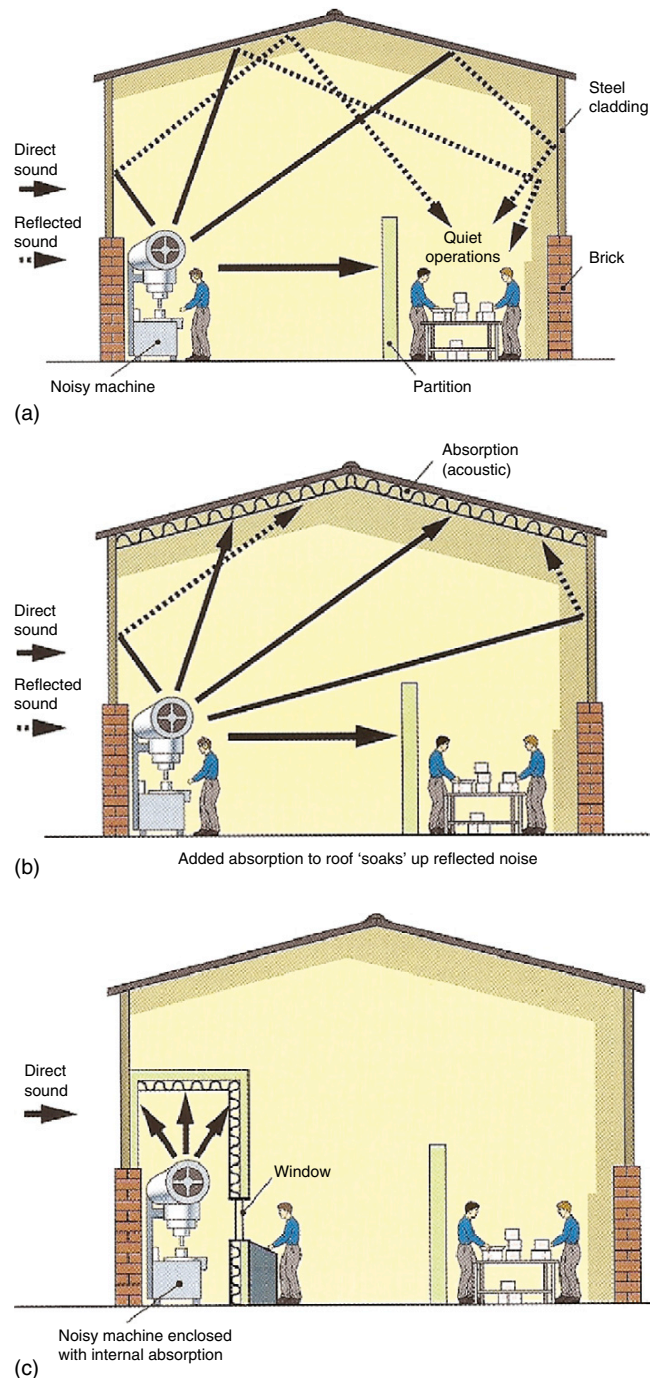 Steel
cladding
Direct
sound
Reflected
sound
Quiet
operations
Brick
Noisy machine
Partition
(a)
Absorption
(acoustic)
Direct
sound
Reflected
sound
(b)
Added absorption to roof ‘soaks’ up reflected noise
Direct
sound
Window
Noisy machine enclosed
with internal absorption
(c)